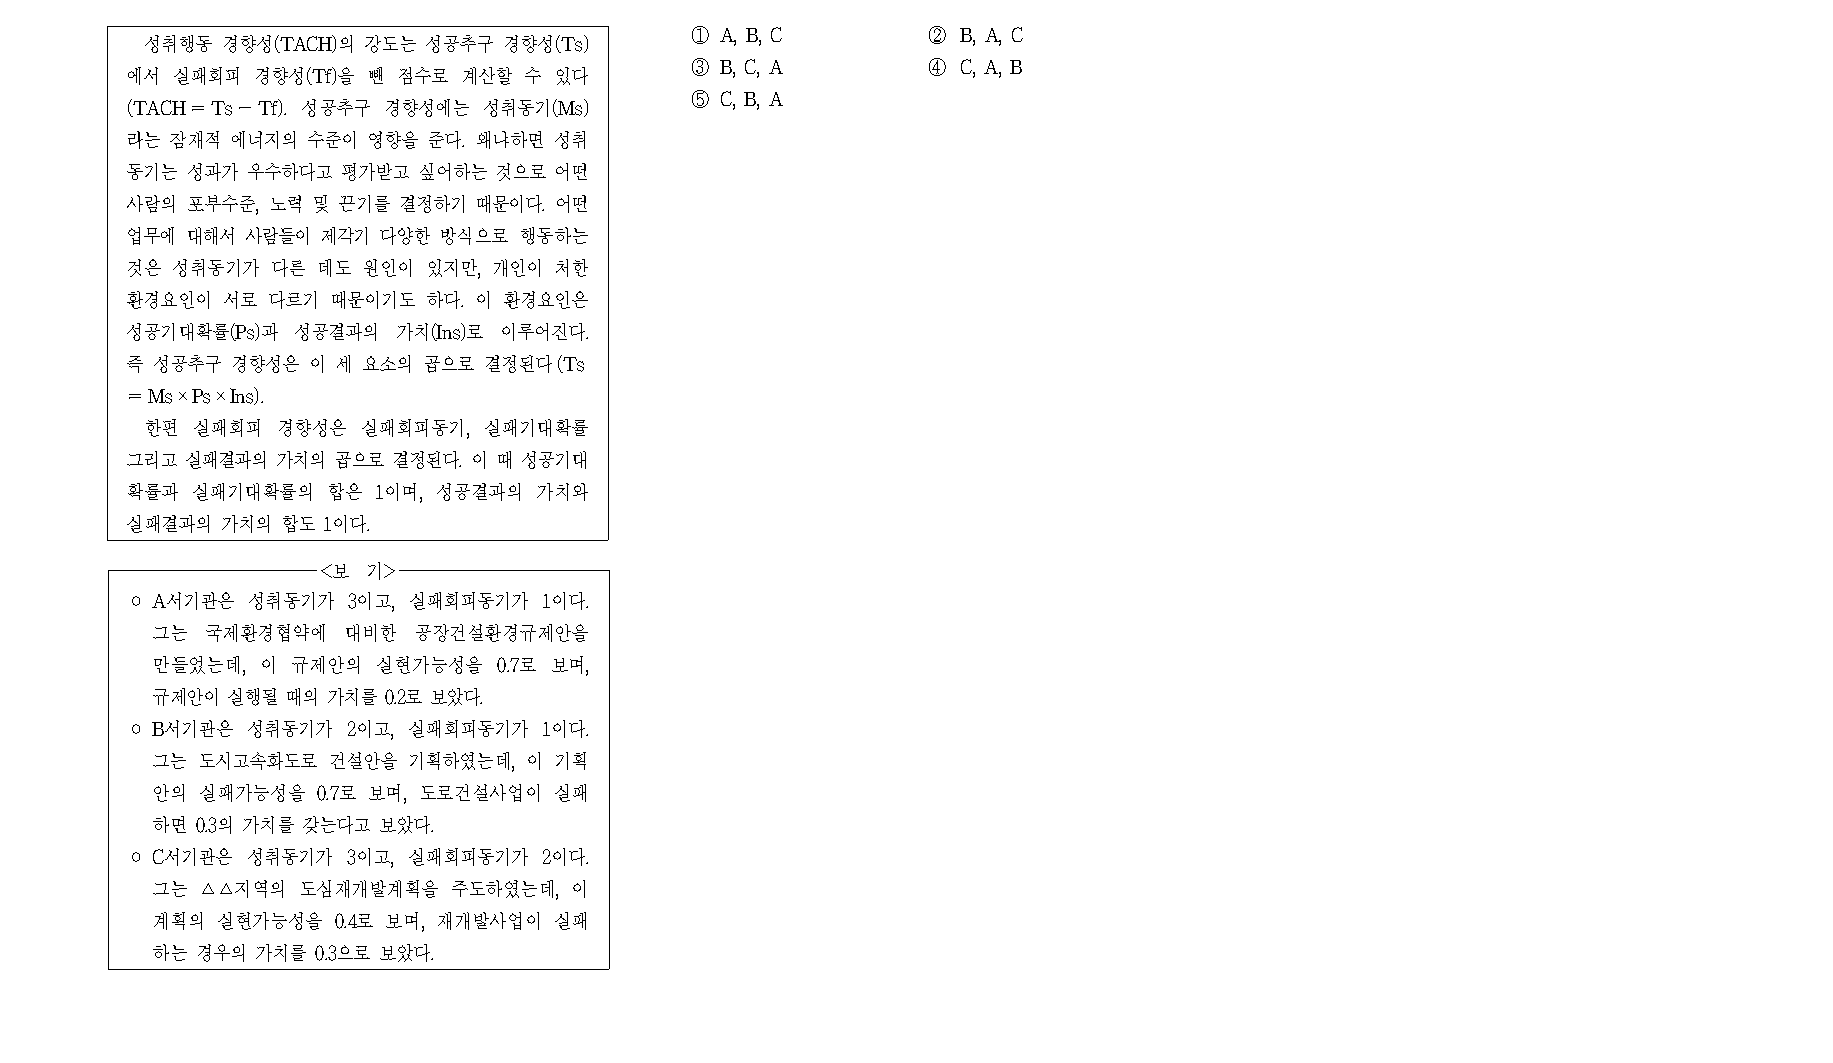 성취행동 경향성(TACH)의 강도는 성공추구 경향성(Ts)
에서 실패회피 경향성(Tf)을 뺀 점수로 계산할 수 있다
(TACH = Ts - Tf). 성공추구 경향성에는 성취동기(Ms)
라는 잠재적 에너지의 수준이 영향을 준다. 왜냐하면 성취
동기는 성과가 우수하다고 평가받고 싶어하는 것으로 어떤
사람의 포부수준, 노력 및 끈기를 결정하기 때문이다. 어떤
업무에 대해서 사람들이 제각기 다양한 방식으로 행동하는
것은 성취동기가 다른 데도 원인이 있지만, 개인이 처한
환경요인이 서로 다르기 때문이기도 하다. 이 환경요인은
성공기대확률(Ps)과 성공결과의 가치(Ins)로 이루어진다.
즉 성공추구 경향성은 이 세 요소의 곱으로 결정된다(Ts
= Ms × Ps × Ins).
한편 실패회피 경향성은 실패회피동기, 실패기대확률
그리고 실패결과의 가치의 곱으로 결정된다. 이 때 성공기대
확률과 실패기대확률의 합은 1이며, 성공결과의 가치와
실패결과의 가치의 합도 1이다.
<보 기>
○ A서기관은 성취동기가 3이고, 실패회피동기가 1이다.
그는 국제환경협약에 대비한 공장건설환경규제안을
만들었는데, 이 규제안의 실현가능성을 0.7로 보며,
규제안이 실행될 때의 가치를 0.2로 보았다.
○ B서기관은 성취동기가 2이고, 실패회피동기가 1이다.
그는 도시고속화도로 건설안을 기획하였는데, 이 기획
안의 실패가능성을 0.7로 보며, 도로건설사업이 실패
하면 0.3의 가치를 갖는다고 보았다.
○ C서기관은 성취동기가 3이고, 실패회피동기가 2이다.
그는 △△지역의 도심재개발계획을 주도하였는데, 이
계획의 실현가능성을 0.4로 보며, 재개발사업이 실패
하는 경우의 가치를 0.3으로 보았다.
① A, B, C ② B, A, C
③ B, C, A ④ C, A, B
⑤ C, B, A